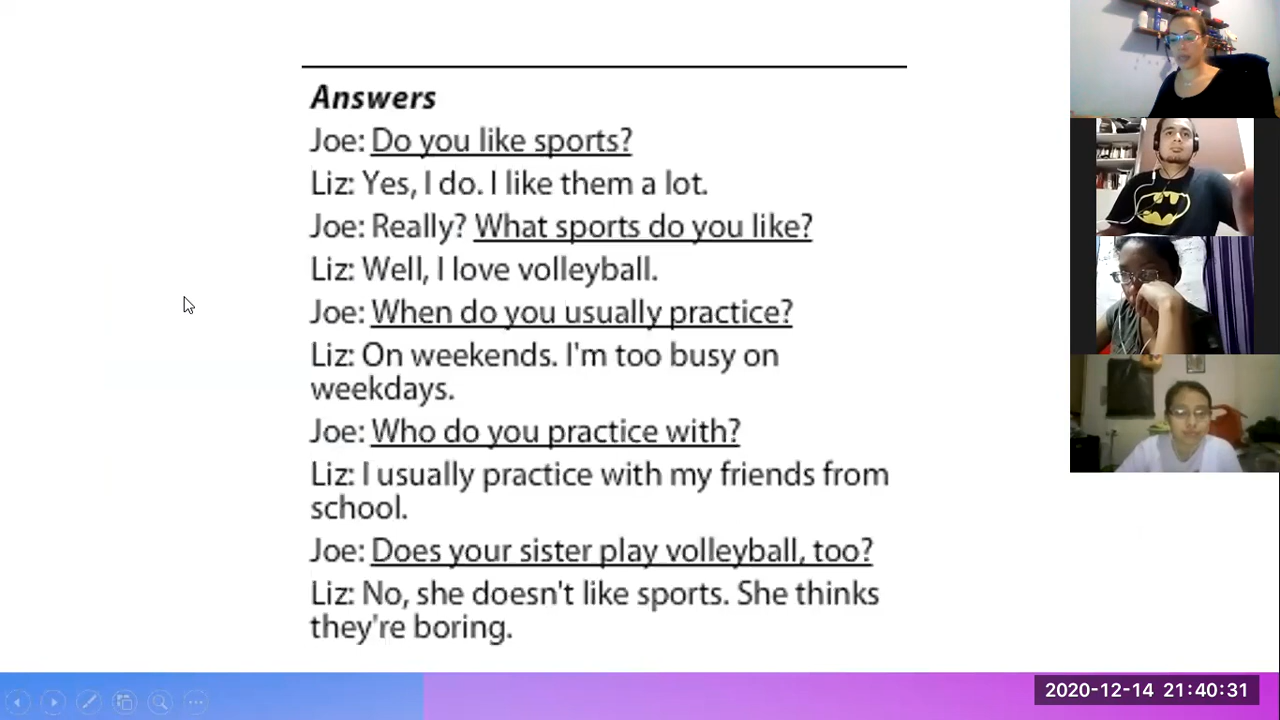 Answers
Joe: Do you like sports?
Liz: Yes, I do. I like them a lot.
Joe: Really? What sports do you like?
Liz: Well, I love volleyball.
Joe: When do you usually practice?
Liz: On weekends. I'm too busy on
weekdays.
Joe: Who do you practice with?
Liz: I usually practice with my friends from
school.
Joe: Does your sister play volleyball, too?
Liz: No, she doesn't like sports. She thinks
they're boring.
2020-12-14 21:40:31